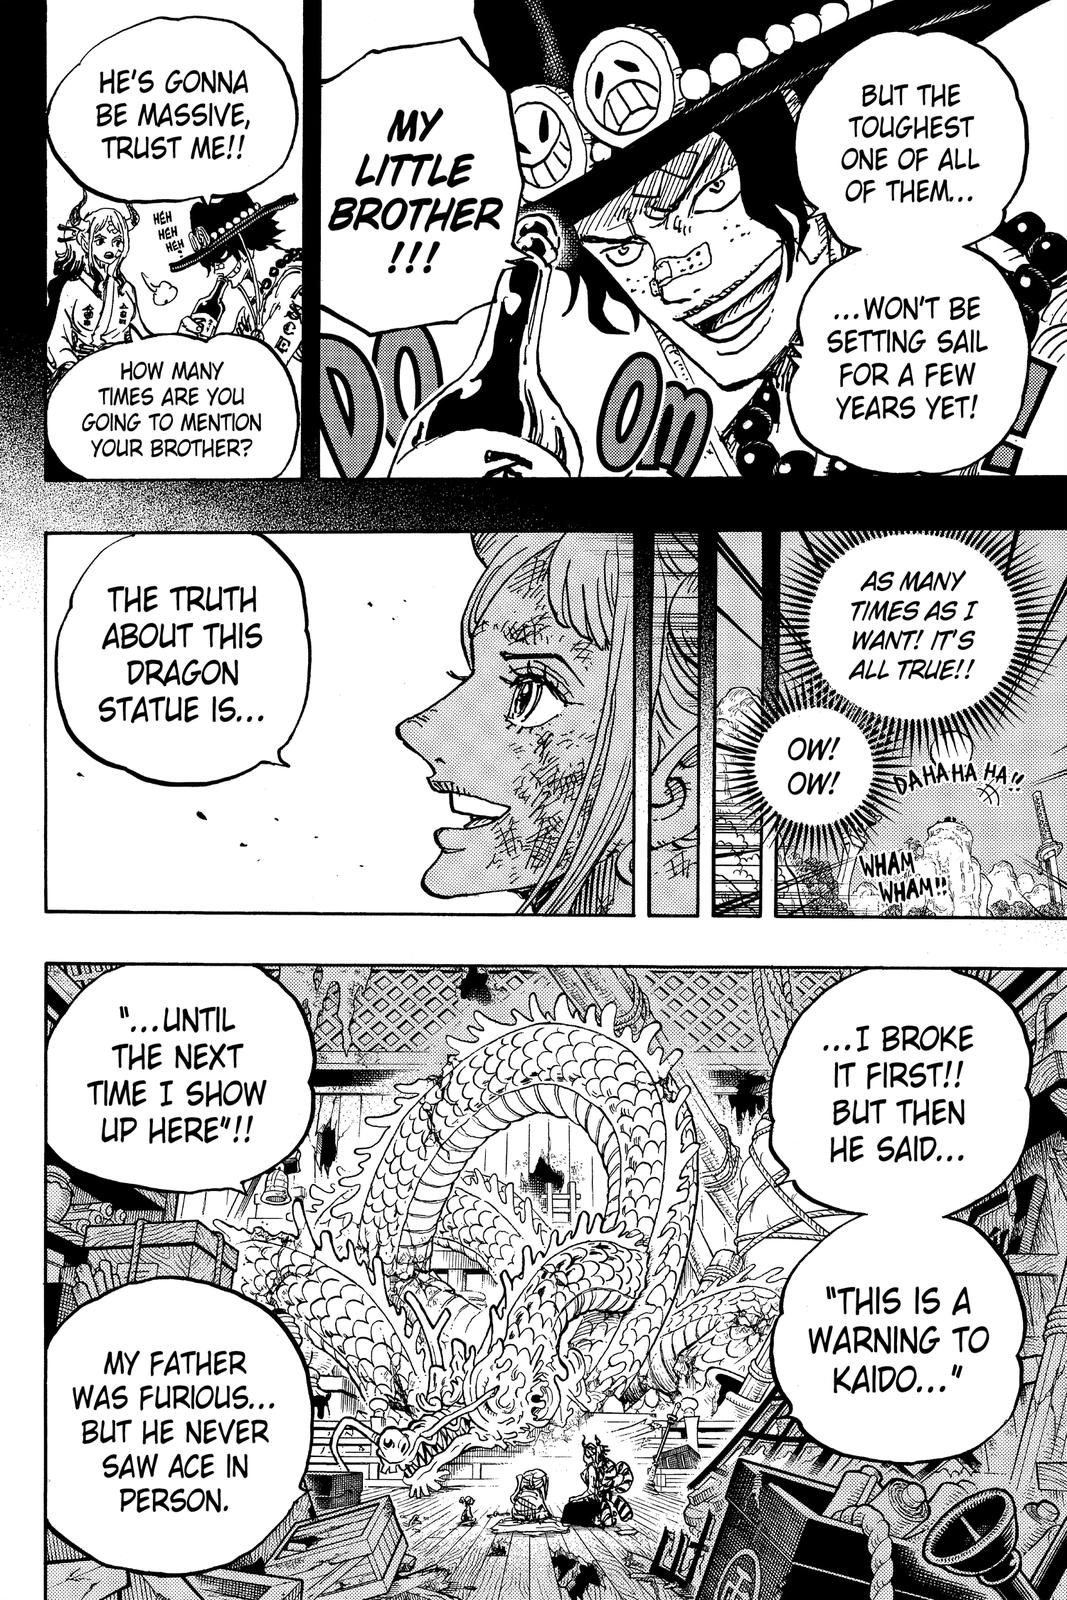 BUT THE
TOUGHEST
ONE OF ALL
OF THEM...
...WON'T BE
SETTING SAIL
FOR A FEW
YEARS YET!
MY
LITTLE
BROTHER
!!!
DOOOM!!
HE'S GONNA
BE MASSIVE,
TRUST ME!!
HEH
HEH
HEH
HOW MANY
TIMES ARE YOU
GOING TO MENTION
YOUR BROTHER?
AS MANY
TIMES AS I
WANT! IT'S
ALL TRUE!!
OW!
OW!
DAHAHAHA!!
WHAM
WHAM!!
THE TRUTH
ABOUT THIS
DRAGON
STATUE IS...
...I BROKE
IT FIRST!!
BUT THEN
HE SAID...
"THIS IS A
WARNING TO
KAIDO..."
"...UNTIL
THE NEXT
TIME I SHOW
UP HERE"!!
MY FATHER
WAS FURIOUS...
BUT HE NEVER
SAW ACE IN
PERSON.